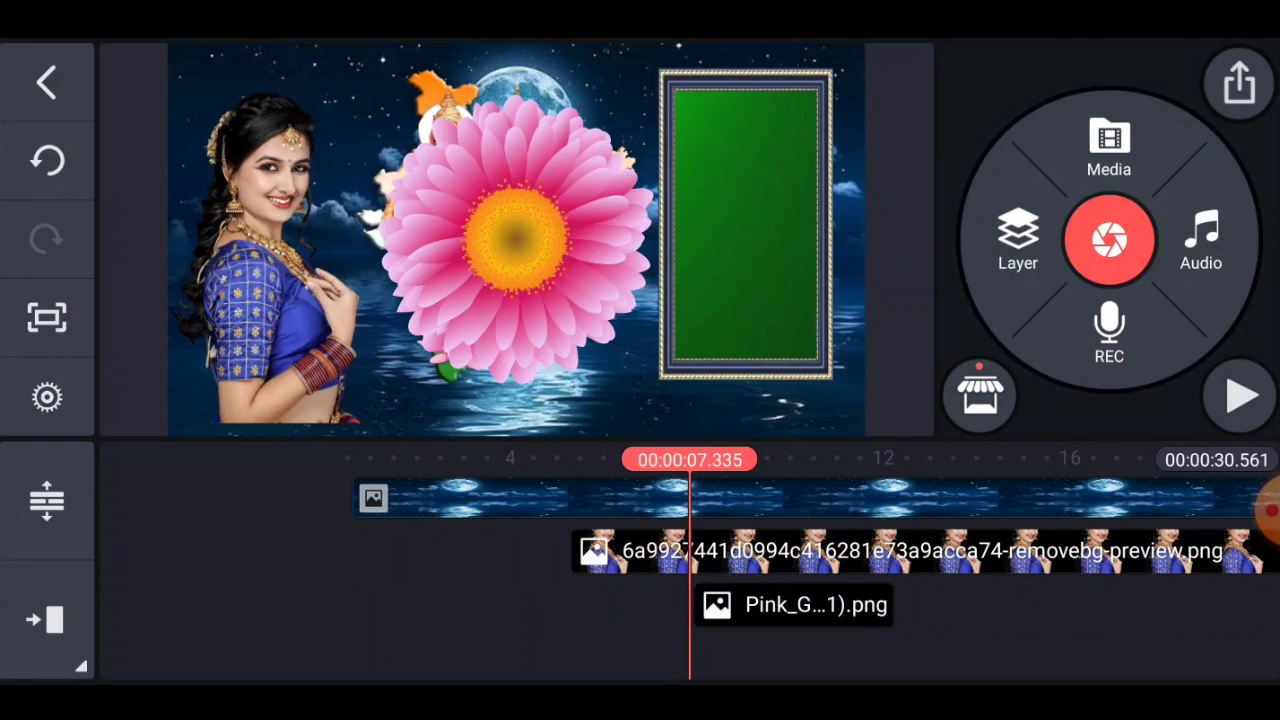 Media
Layer
Audio
REC
4
00:00:07.335
12
16
00:00:30.561
6a9927441d0994c416281e73a9acca74-removebg-preview.png
Pink_G...1).png